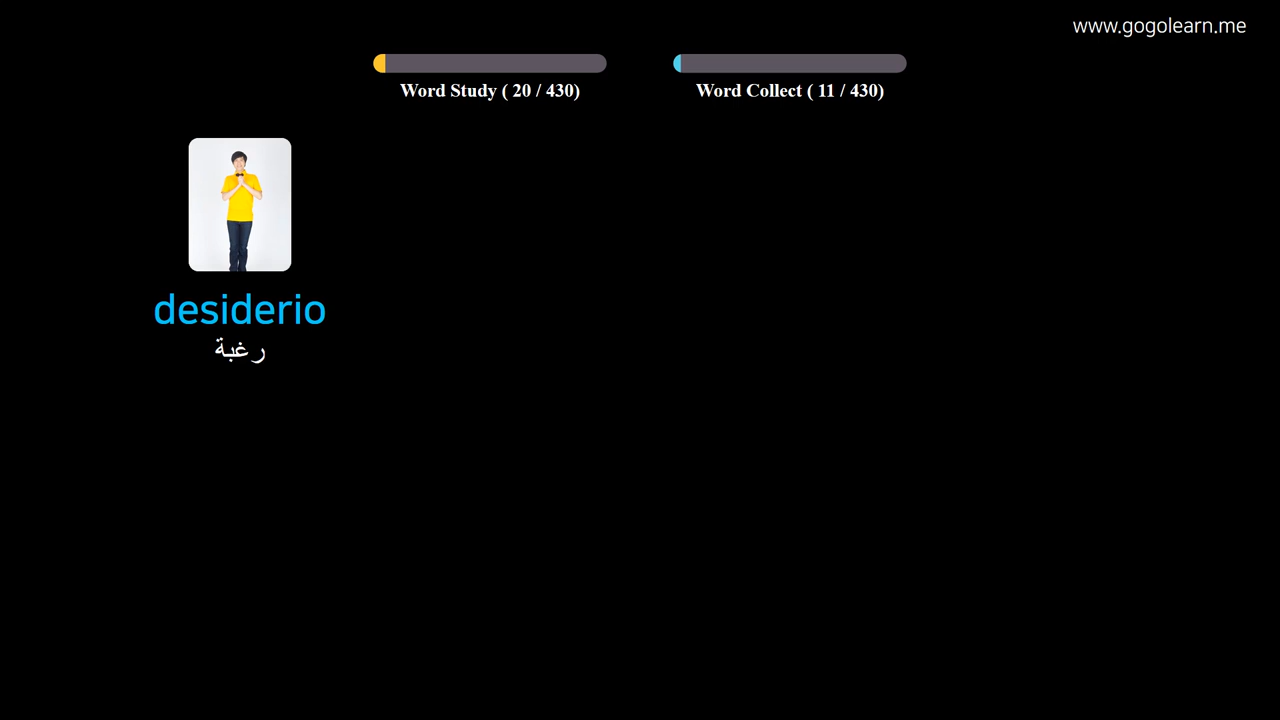 www.gogolearn.me
Word Study ( 20 / 430)
Word Collect ( 11 / 430)
desiderio
رغبة